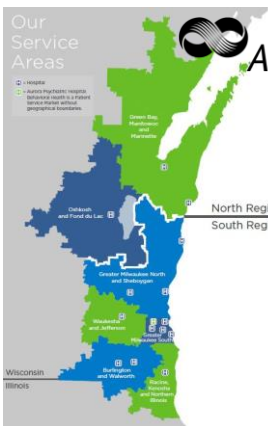 Our
Service
Areas
A
H = Hospital
= Aurora Psychiatric Hospital
Behavioral Health is a Patient
Service Market without
geographical boundaries.
Green Bay,
Manitowoc
and
Marinette
Oshkosh
and Fond du Lac
North Regi
South Regi
Greater Milwaukee North
and Sheboygan
Waukesha
and Jefferson
Greater
Milwaukee South
Wisconsin
Illinois
Burlington
and Walworth
Racine,
Kenosha
and Northern
Illinois